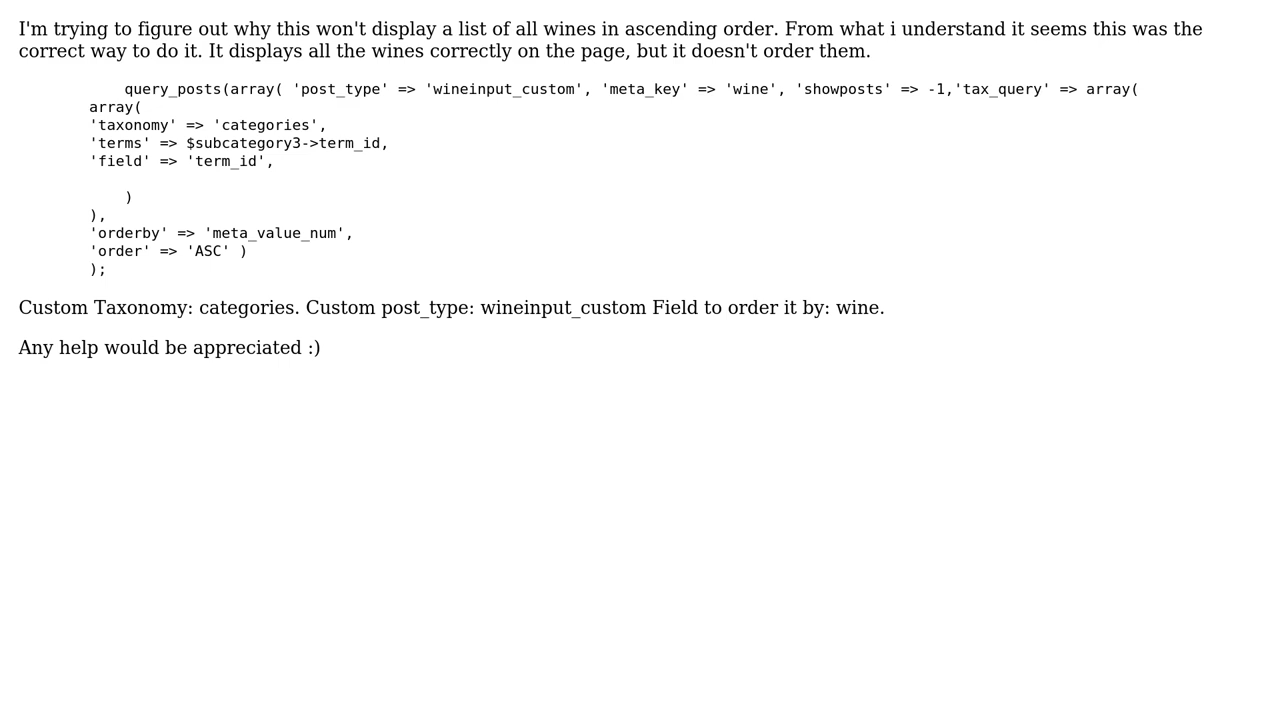 I'm trying to figure out why this won't display a list of all wines in ascending order. From what i understand it seems this was the
correct way to do it. It displays all the wines correctly on the page, but it doesn't order them.
query_posts(array( 'post_type' => 'wineinput_custom', 'meta_key' => 'wine', 'showposts' => -1,'tax_query' => array(
array(
'taxonomy' => 'categories',
'terms' => $subcategory3->term_id,
'field' => 'term_id',
)
),
'orderby' => 'meta_value_num',
'order' => 'ASC' )
);
Custom Taxonomy: categories. Custom post_type: wineinput_custom Field to order it by: wine.
Any help would be appreciated :)